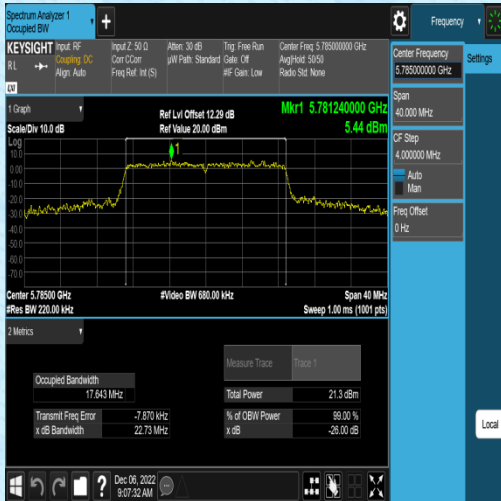 Spectrum Analyzer 1
Occupied BW
Frequency
KEYSIGHT
RL
LXI
Input: RF
Coupling: DC
Align: Auto
Input Z: 50 Ω
Corr CCorr
Freq Ref: Int (S)
Atten: 30 dB
µW Path: Standard
Trig: Free Run
Gate: Off
#IF Gain: Low
Center Freq: 5.785000000 GHz
Avg|Hold: 50/50
Radio Std: None
Center Frequency
5.785000000 GHz
Settings
Span
40.000 MHz
CF Step
4.000000 MHz
Auto
Man
Freq Offset
0 Hz
1 Graph
Scale/Div 10.0 dB
Ref Lvl Offset 12.29 dB
Ref Value 20.00 dBm
Mkr1 5.781240000 GHz
5.44 dBm
Log
1
10.0
0.00
-10.0
-20.0
-30.0
-40.0
-50.0
-60.0
-70.0
Center 5.78500 GHz
#Res BW 220.00 kHz
#Video BW 680.00 kHz
Span 40 MHz
Sweep 1.00 ms (1001 pts)
2 Metrics
Measure Trace
Trace 1
Occupied Bandwidth
17.643 MHz
Total Power
21.3 dBm
Transmit Freq Error
-7.870 kHz
% of OBW Power
99.00 %
x dB Bandwidth
22.73 MHz
x dB
-26.00 dB
Local
?
Dec 06, 2022
9:07:32 AM